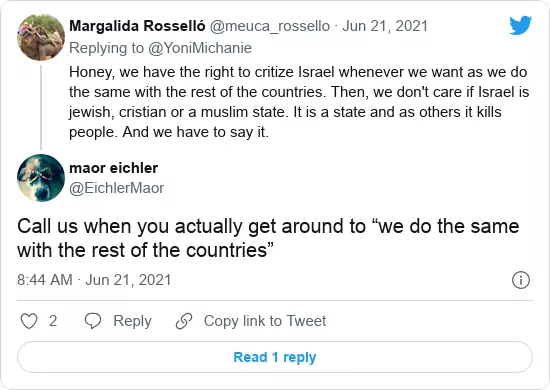 Margalida Rosselló @meuca_rossello · Jun 21, 2021
Replying to @YoniMichanie
Honey, we have the right to critize Israel whenever we want as we do
the same with the rest of the countries. Then, we don't care if Israel is
jewish, cristian or a muslim state. It is a state and as others it kills
people. And we have to say it.
maor eichler
@EichlerMaor
Call us when you actually get around to “we do the same
with the rest of the countries”
8:44 AM · Jun 21, 2021
2 Reply Copy link to Tweet
Read 1 reply